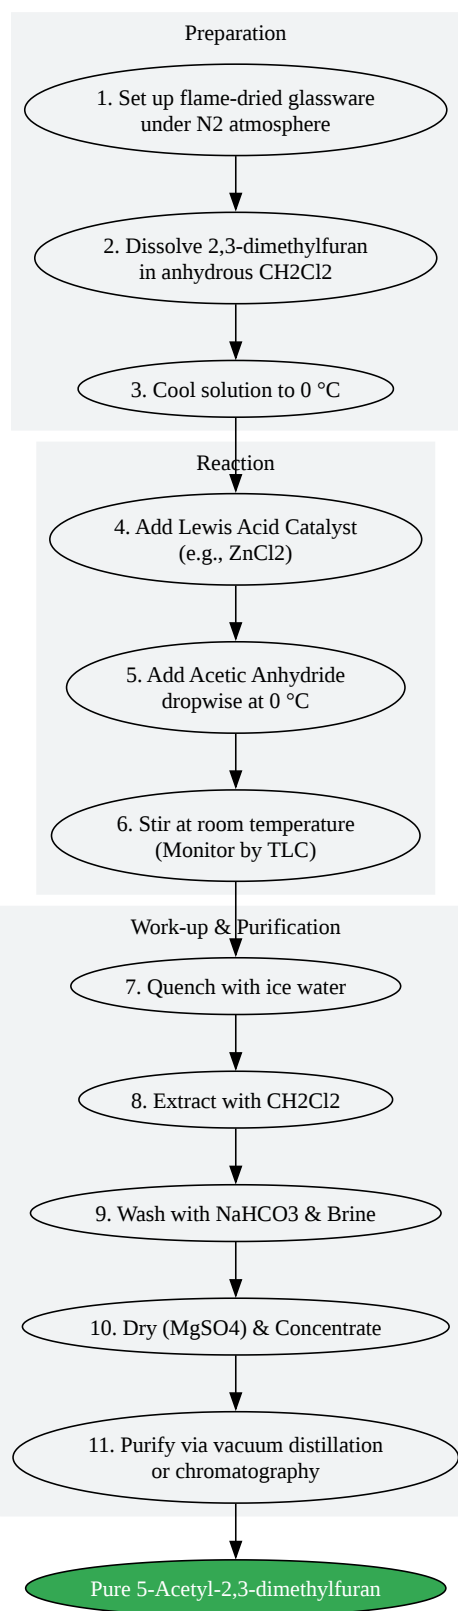 Preparation
1. Set up flame-dried glassware
under N2 atmosphere
2. Dissolve 2,3-dimethylfuran
in anhydrous CH2Cl2
3. Cool solution to 0 °C
Reaction
4. Add Lewis Acid Catalyst
(e.g., ZnCl2)
5. Add Acetic Anhydride
dropwise at 0 °C
6. Stir at room temperature
(Monitor by TLC)
Work-up & Purification
7. Quench with ice water
8. Extract with CH2Cl2
9. Wash with NaHCO3 & Brine
10. Dry (MgSO4) & Concentrate
11. Purify via vacuum distillation
or chromatography
Pure 5-Acetyl-2,3-dimethylfuran